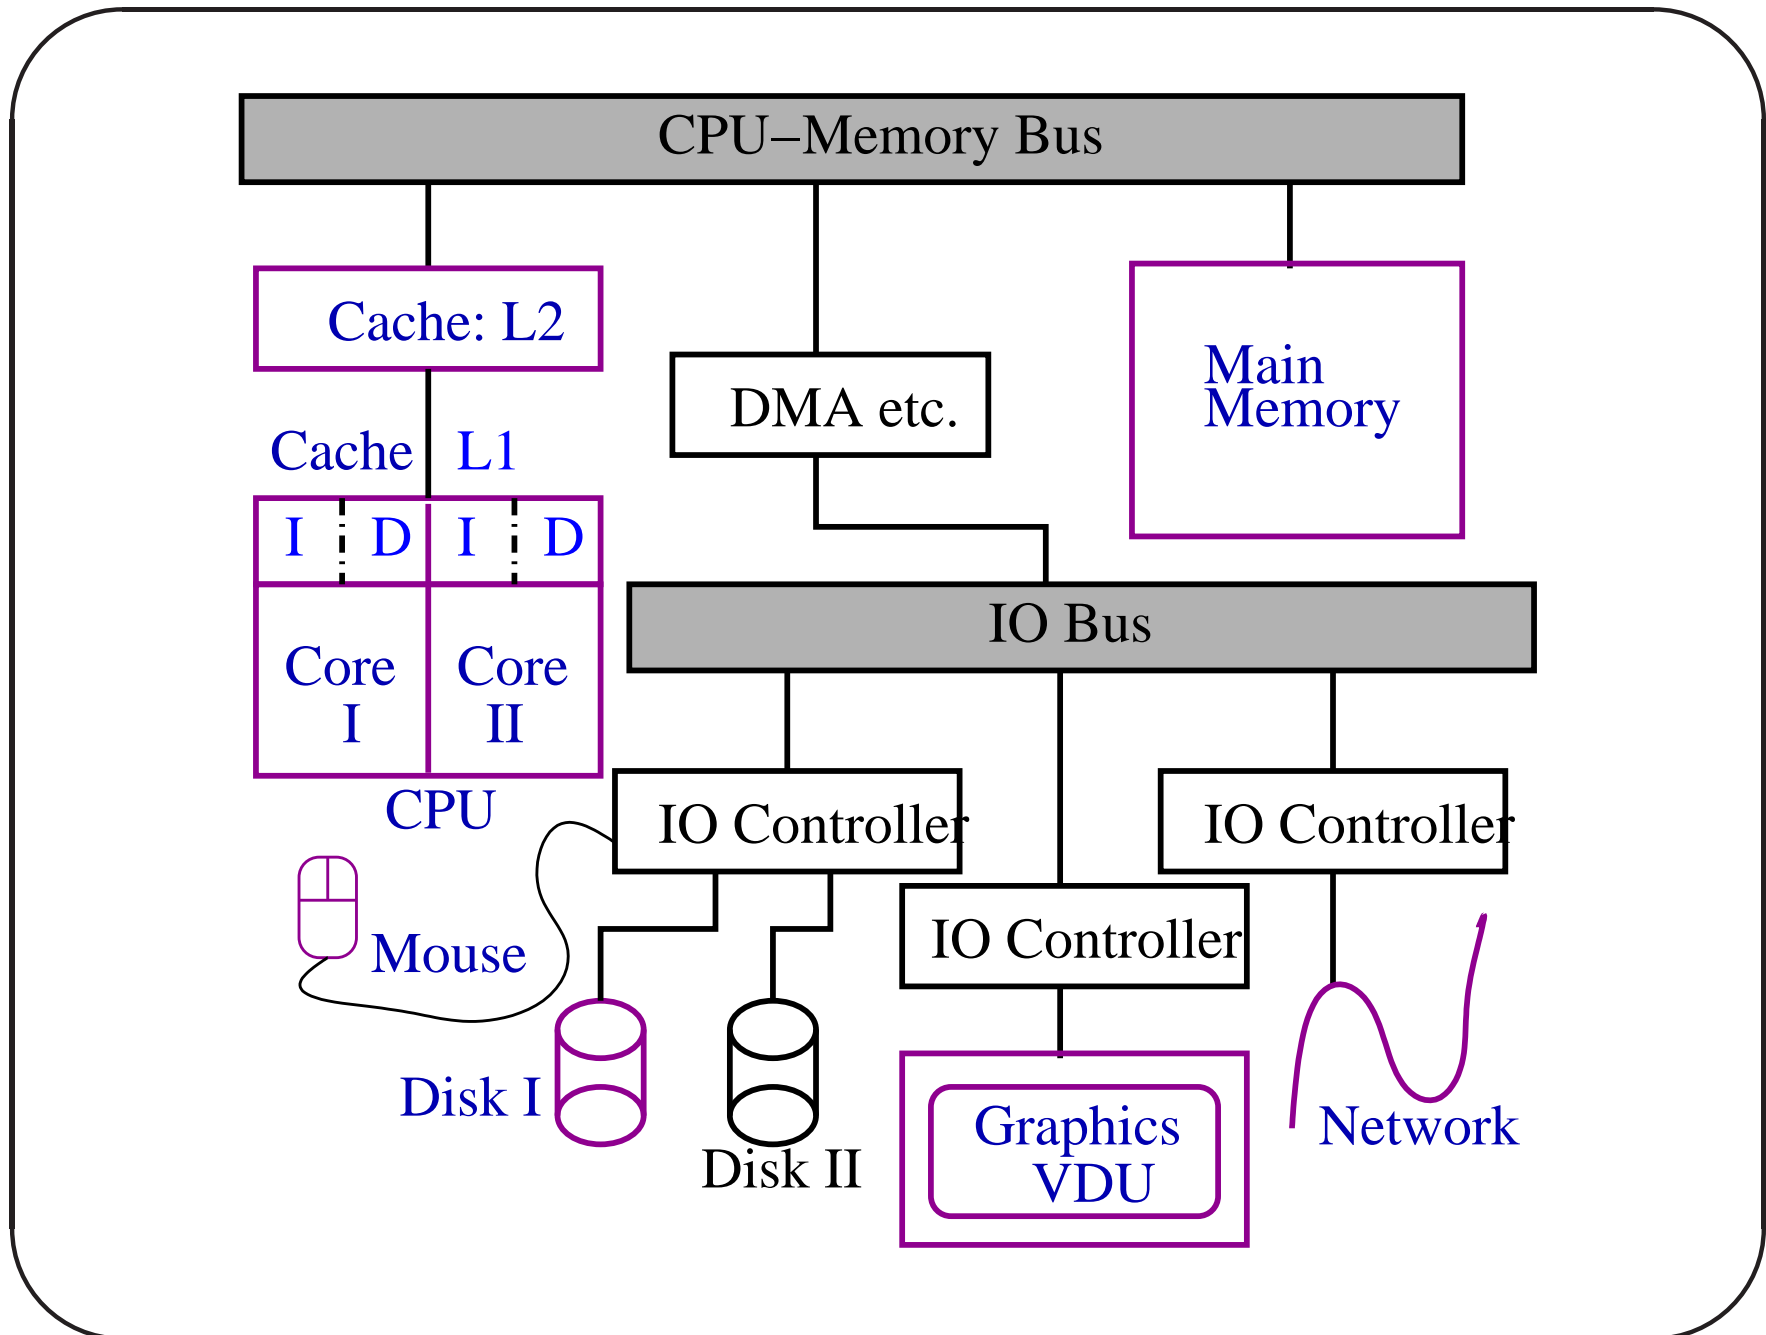 CPU–Memory Bus
Cache: L2
Main
Memory
DMA etc.
Cache L1
I D I D
IO Bus
Core
I
Core
II
CPU
IO Controller
IO Controller
IO Controller
Mouse
Disk I
Disk II
Graphics
VDU
Network